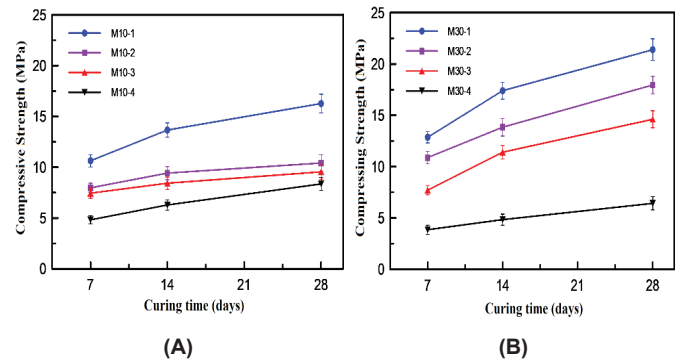 25
20
15
10
5
0
Compressive Strength (MPa)
M10-1
M10-2
M10-3
M10-4
7 14 21 28
Curing time (days)
(A)
25
20
15
10
5
0
Compressing Strength (MPa)
M30-1
M30-2
M30-3
M30-4
7 14 21 28
Curing time (days)
(B)